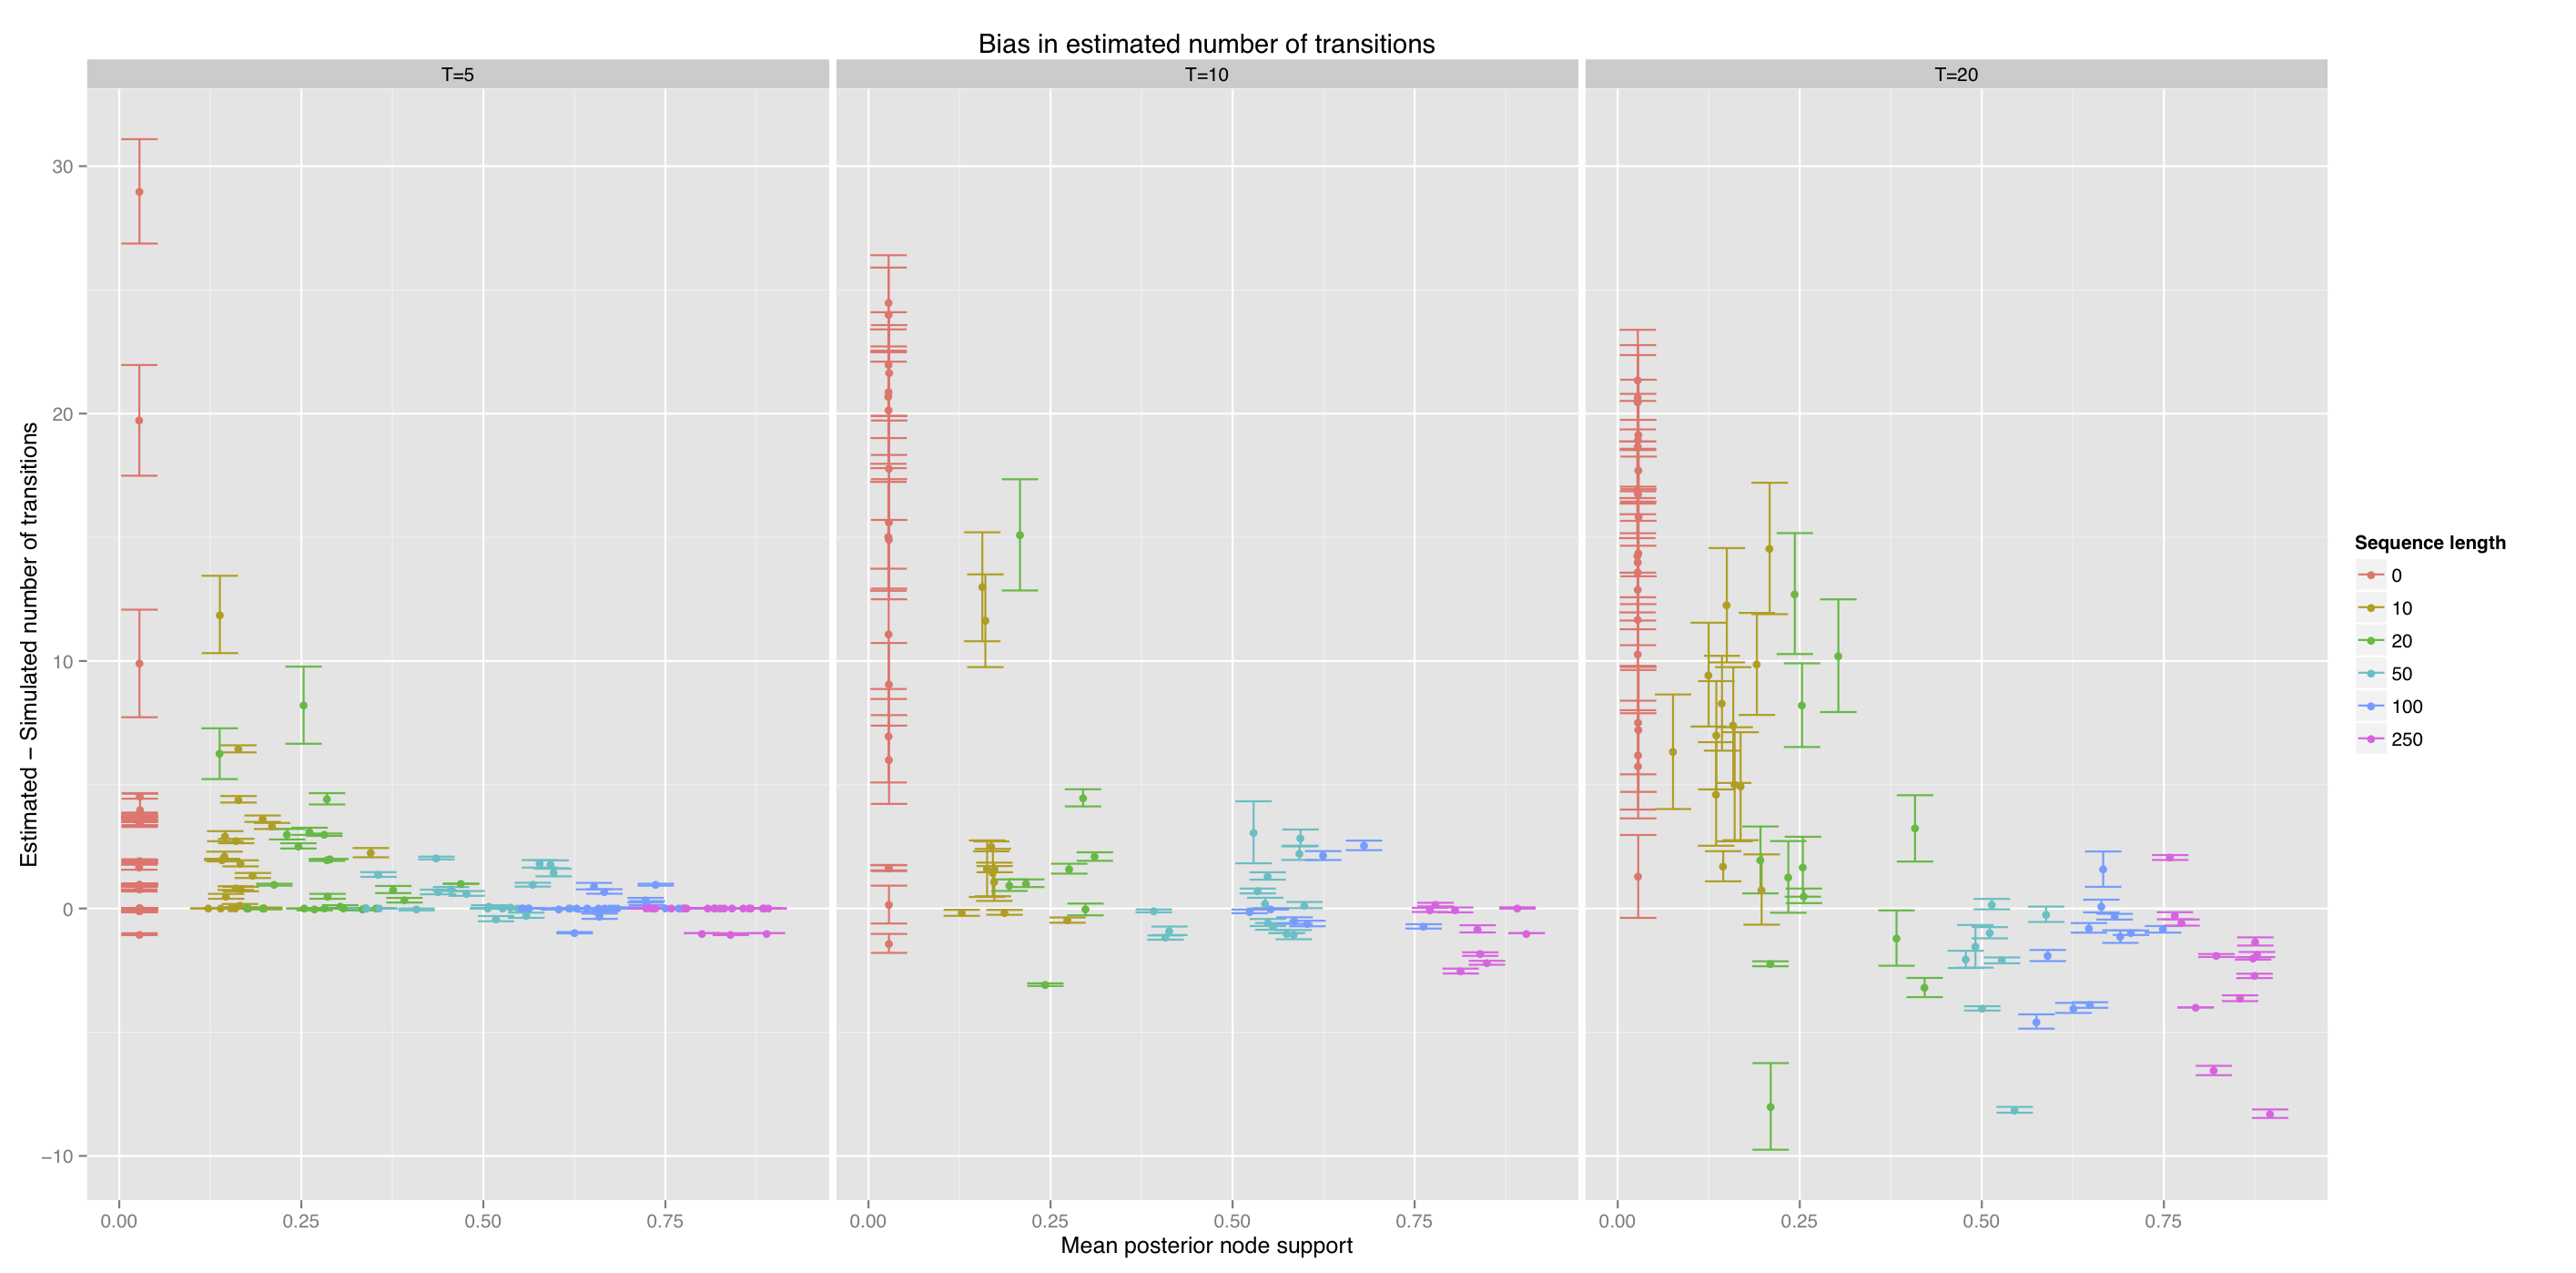 Bias in estimated number of transitions
T=5 T=10 T=20
Estimated − Simulated number of transitions
30
20
10
0
−10
0.00 0.25 0.50 0.75 0.00 0.25 0.50 0.75 0.00 0.25 0.50 0.75
Mean posterior node support
Sequence length
0
10
20
50
100
250